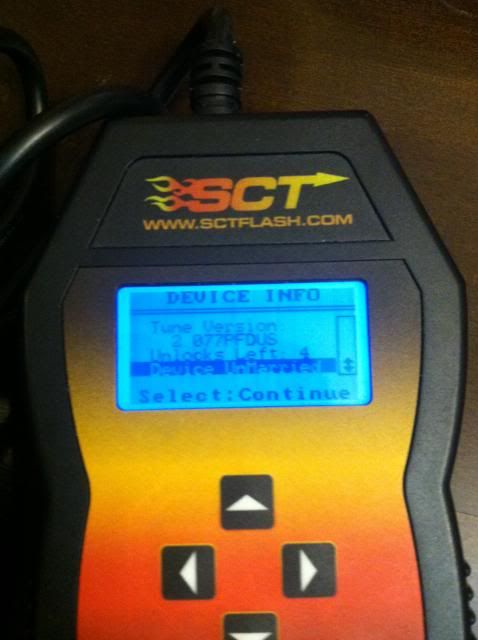 SCT
WWW.SCTFLASH.COM
DEVICE INFO
Tune Version:
2.077PFDUS
Unlocks Left: 4
Device UnMarried
Select:Continue